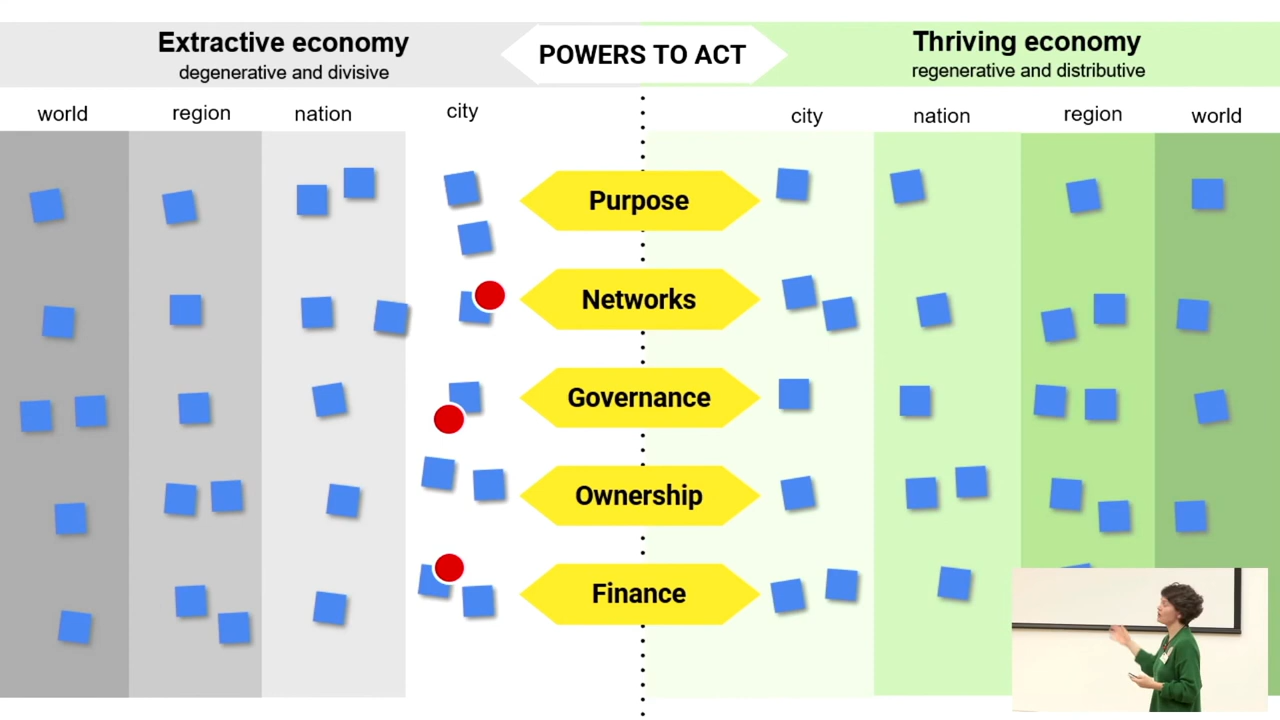 Extractive economy
degenerative and divisive
POWERS TO ACT
Thriving economy
regenerative and distributive
world
region
nation
city
city
nation
region
world
Purpose
Networks
Governance
Ownership
Finance